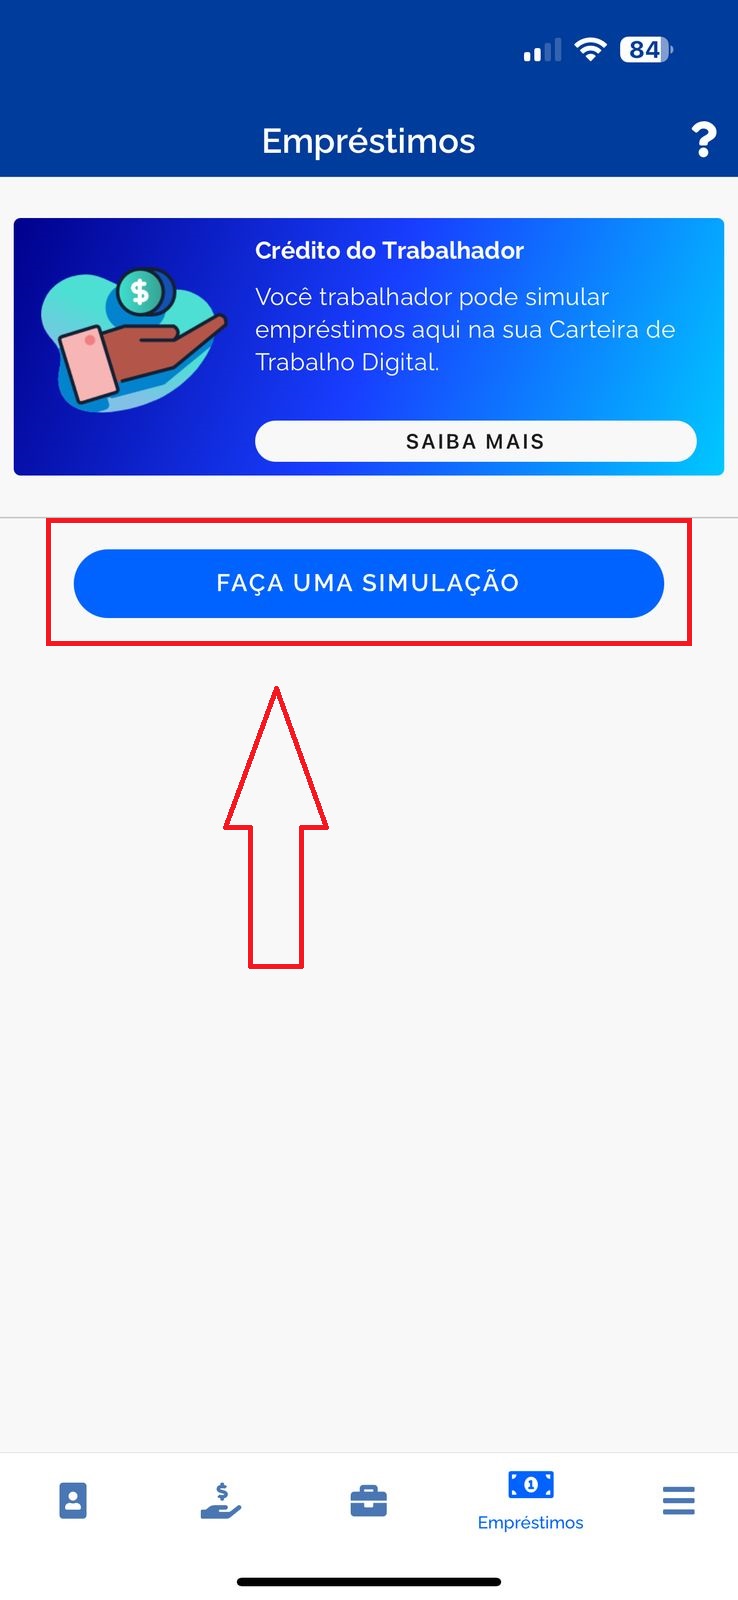 84
Empréstimos
?
Crédito do Trabalhador
Você trabalhador pode simular
empréstimos aqui na sua Carteira de
Trabalho Digital.
SAIBA MAIS
FAÇA UMA SIMULAÇÃO
Empréstimos